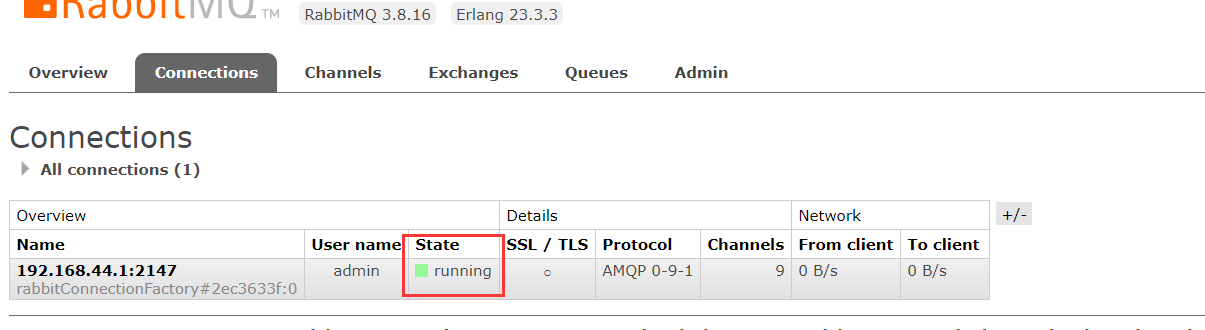 RabbitMQ TM RabbitMQ 3.8.16 Erlang 23.3.3
Overview Connections Channels Exchanges Queues Admin
Connections
All connections (1)
Overview Details Network +/-
Name User name State SSL / TLS Protocol Channels From client To client
192.168.44.1:2147 admin running ○ AMQP 0-9-1 9 0 B/s 0 B/s
rabbitConnectionFactory#2ec3633f:0